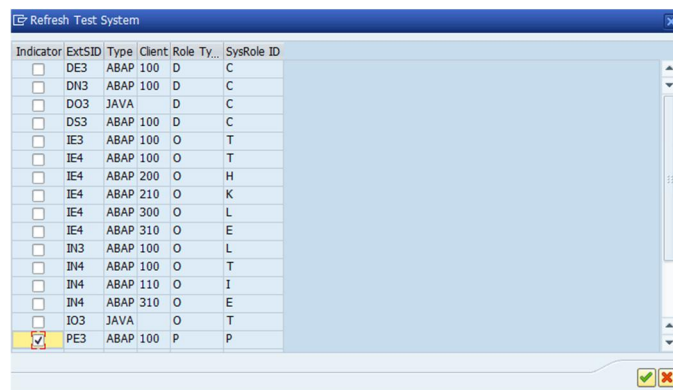 Refresh Test System
Indicator ExtSID Type Client Role Ty... SysRole ID
DE3 ABAP 100 D C
DN3 ABAP 100 D C
DO3 JAVA D C
DS3 ABAP 100 D C
IE3 ABAP 100 O T
IE4 ABAP 100 O T
IE4 ABAP 200 O H
IE4 ABAP 210 O K
IE4 ABAP 300 O L
IE4 ABAP 310 O E
IN3 ABAP 100 O L
IN4 ABAP 100 O T
IN4 ABAP 110 O I
IN4 ABAP 310 O E
IO3 JAVA O T
PE3 ABAP 100 P P